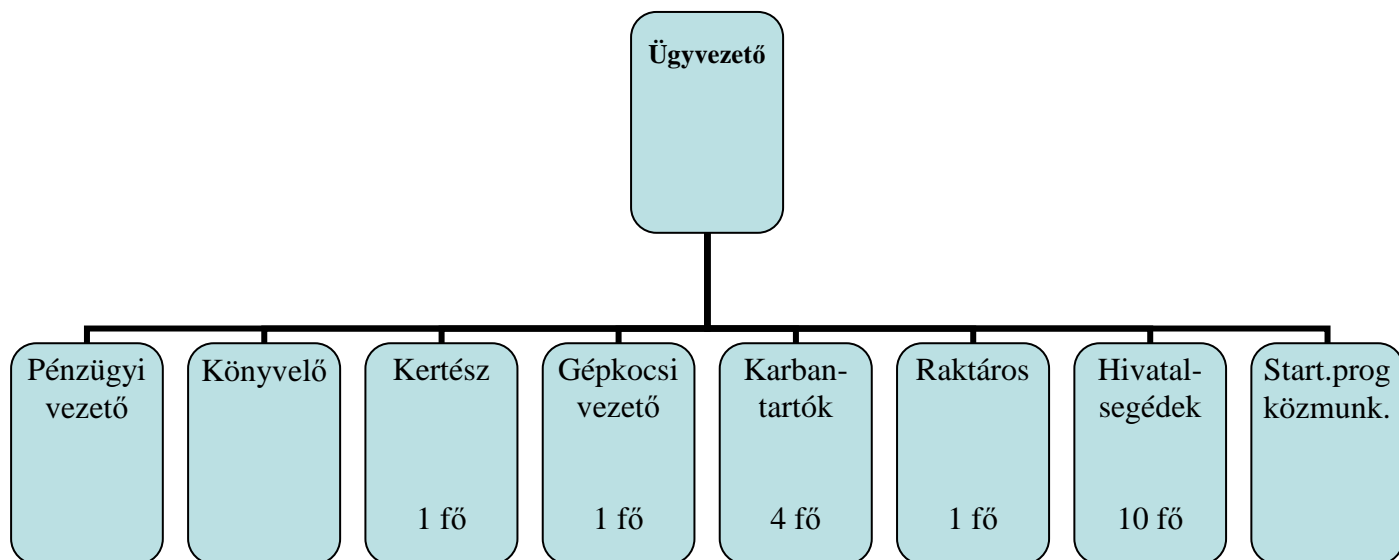 Ügyvezető
Pénzügyi
vezető
Könyvelő
Kertész
1 fő
Gépkocsi
vezető
1 fő
Karban-
tartók
4 fő
Raktáros
1 fő
Hivatal-
segédek
10 fő
Start.prog
közmunk.